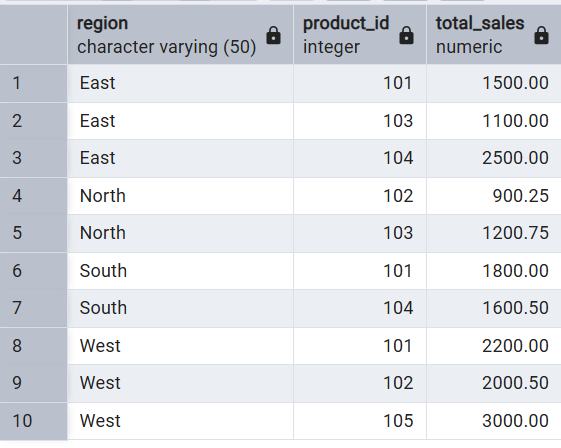 region product_id total_sales
character varying (50) integer numeric
1 East 101 1500.00
2 East 103 1100.00
3 East 104 2500.00
4 North 102 900.25
5 North 103 1200.75
6 South 101 1800.00
7 South 104 1600.50
8 West 101 2200.00
9 West 102 2000.50
10 West 105 3000.00